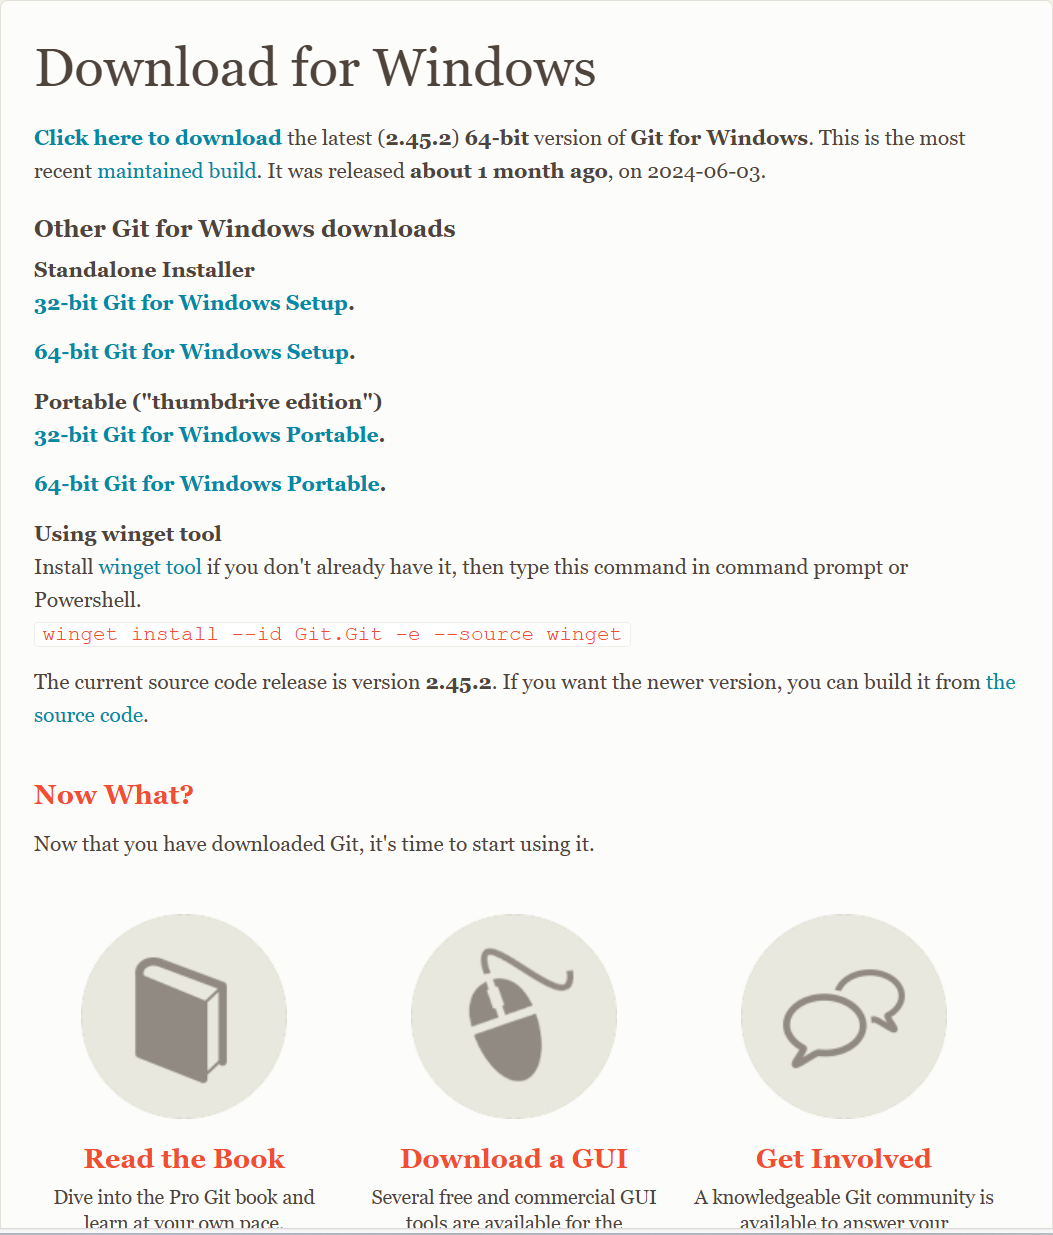 Download for Windows
Click here to download the latest (2.45.2) 64-bit version of Git for Windows. This is the most
recent maintained build. It was released about 1 month ago, on 2024-06-03.
Other Git for Windows downloads
Standalone Installer
32-bit Git for Windows Setup.
64-bit Git for Windows Setup.
Portable ("thumbdrive edition")
32-bit Git for Windows Portable.
64-bit Git for Windows Portable.
Using winget tool
Install winget tool if you don't already have it, then type this command in command prompt or
Powershell.
winget install --id Git.Git -e --source winget
The current source code release is version 2.45.2. If you want the newer version, you can build it from the
source code.
Now What?
Now that you have downloaded Git, it's time to start using it.
Read the Book
Dive into the Pro Git book and
learn at your own pace.
Download a GUI
Several free and commercial GUI
tools are available for the
Get Involved
A knowledgeable Git community is
available to answer your